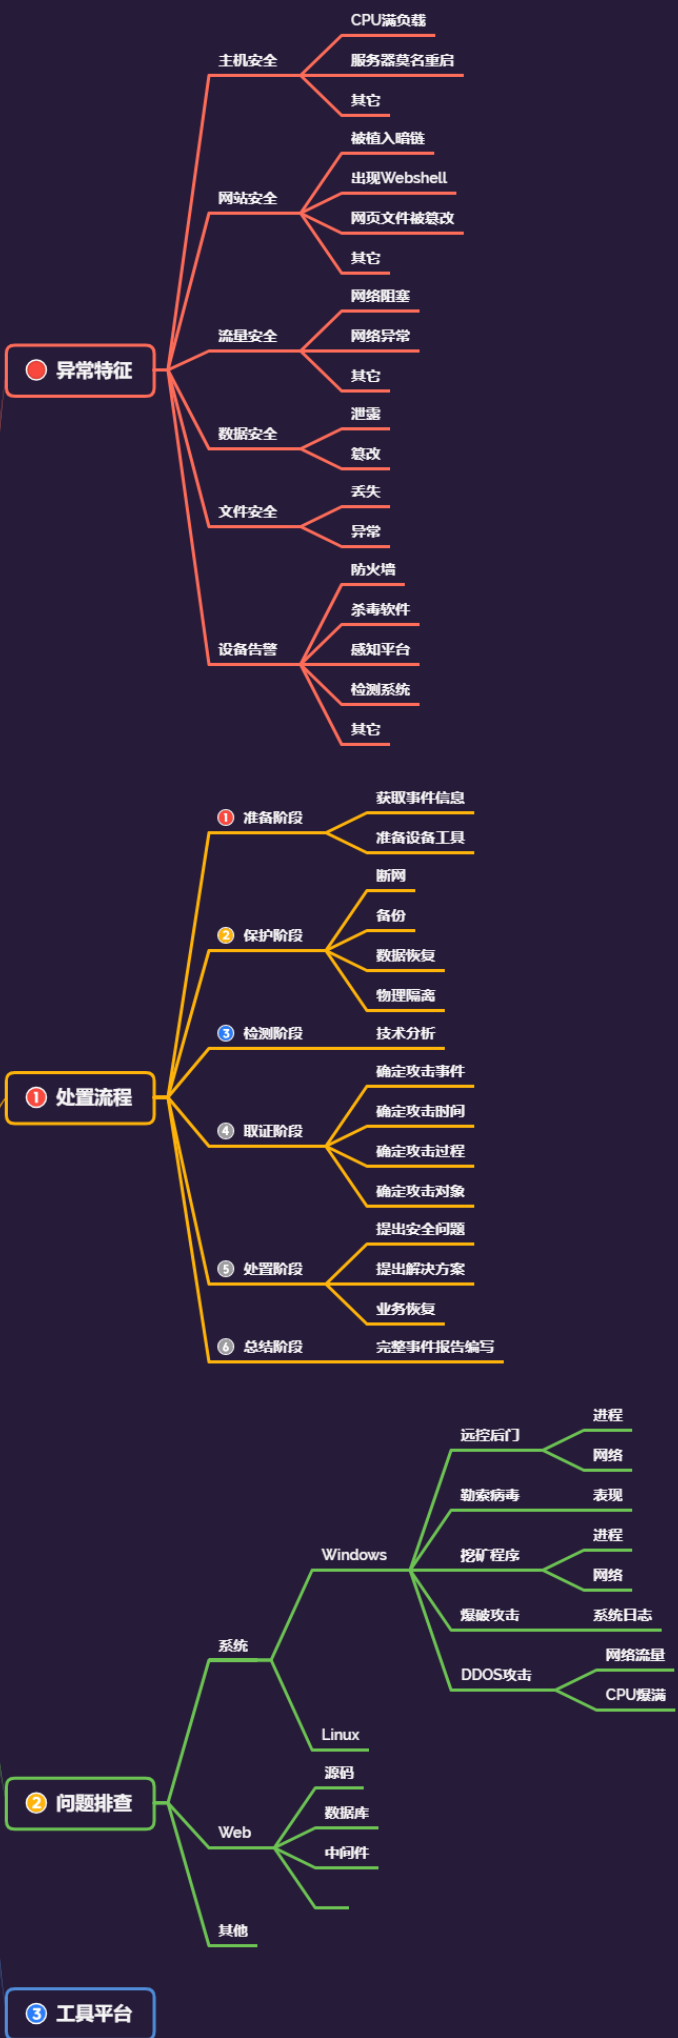 异常特征
主机安全
CPU满负载
服务器莫名重启
其它
网站安全
被植入暗链
出现Webshell
网页文件被篡改
其它
流量安全
网络阻塞
网络异常
其它
数据安全
泄露
篡改
文件安全
丢失
异常
设备告警
防火墙
杀毒软件
感知平台
检测系统
其它
1 处置流程
1 准备阶段
获取事件信息
准备设备工具
2 保护阶段
断网
备份
数据恢复
物理隔离
3 检测阶段
技术分析
4 取证阶段
确定攻击事件
确定攻击时间
确定攻击过程
确定攻击对象
5 处置阶段
提出安全问题
提出解决方案
业务恢复
6 总结阶段
完整事件报告编写
2 问题排查
系统
Windows
远控后门
进程
网络
勒索病毒
表现
挖矿程序
进程
网络
爆破攻击
系统日志
DDOS攻击
网络流量
CPU爆满
Linux
Web
源码
数据库
中间件
其他
3 工具平台